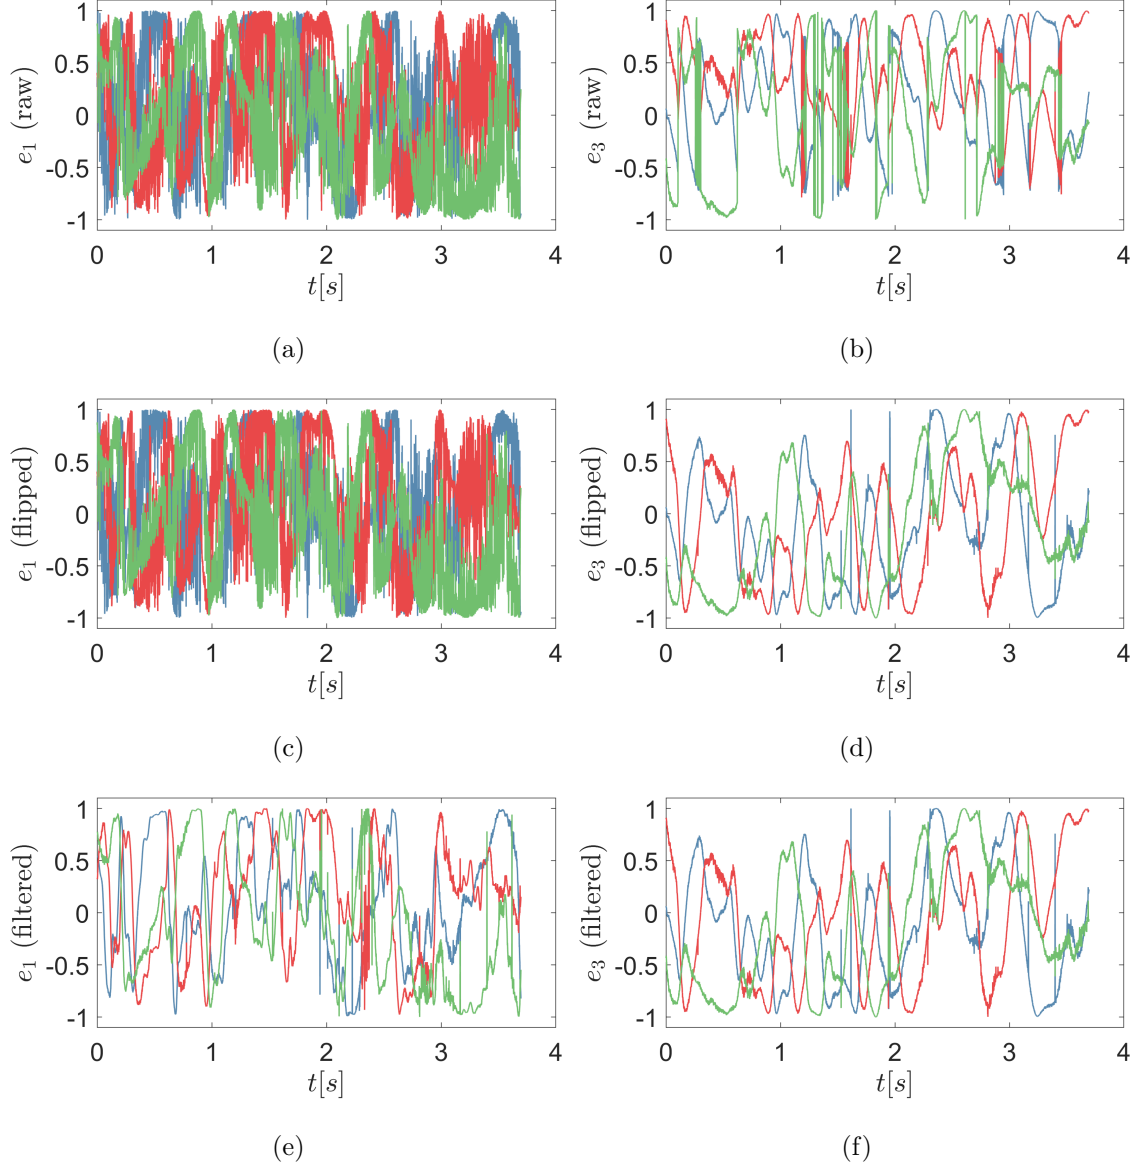 1
0.5
0
-0.5
-1
e₁ (raw)
0 1 2 3 4
t[s]
(a)
1
0.5
0
-0.5
-1
e₃ (raw)
0 1 2 3 4
t[s]
(b)
1
0.5
0
-0.5
-1
e₁ (flipped)
0 1 2 3 4
t[s]
(c)
1
0.5
0
-0.5
-1
e₃ (flipped)
0 1 2 3 4
t[s]
(d)
1
0.5
0
-0.5
-1
e₁ (filtered)
0 1 2 3 4
t[s]
(e)
1
0.5
0
-0.5
-1
e₃ (filtered)
0 1 2 3 4
t[s]
(f)